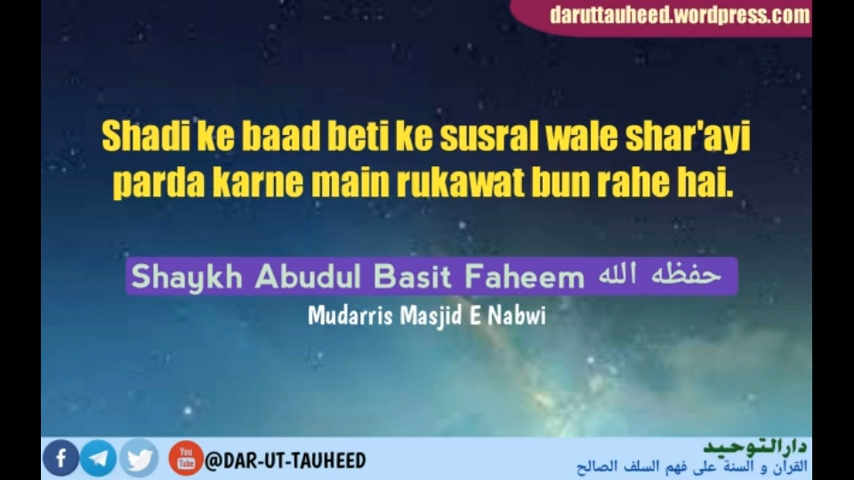 daruttauheed.wordpress.com
Shadi ke baad beti ke susral wale shar'ayi
parda karne main rukawat bun rahe hai.
Shaykh Abudul Basit Faheem حفظه الله
Mudarris Masjid E Nabwi
You
Tube
@DAR-UT-TAUHEED
دارالتوحيد
القرآن و السنة على فهم السلف الصالح